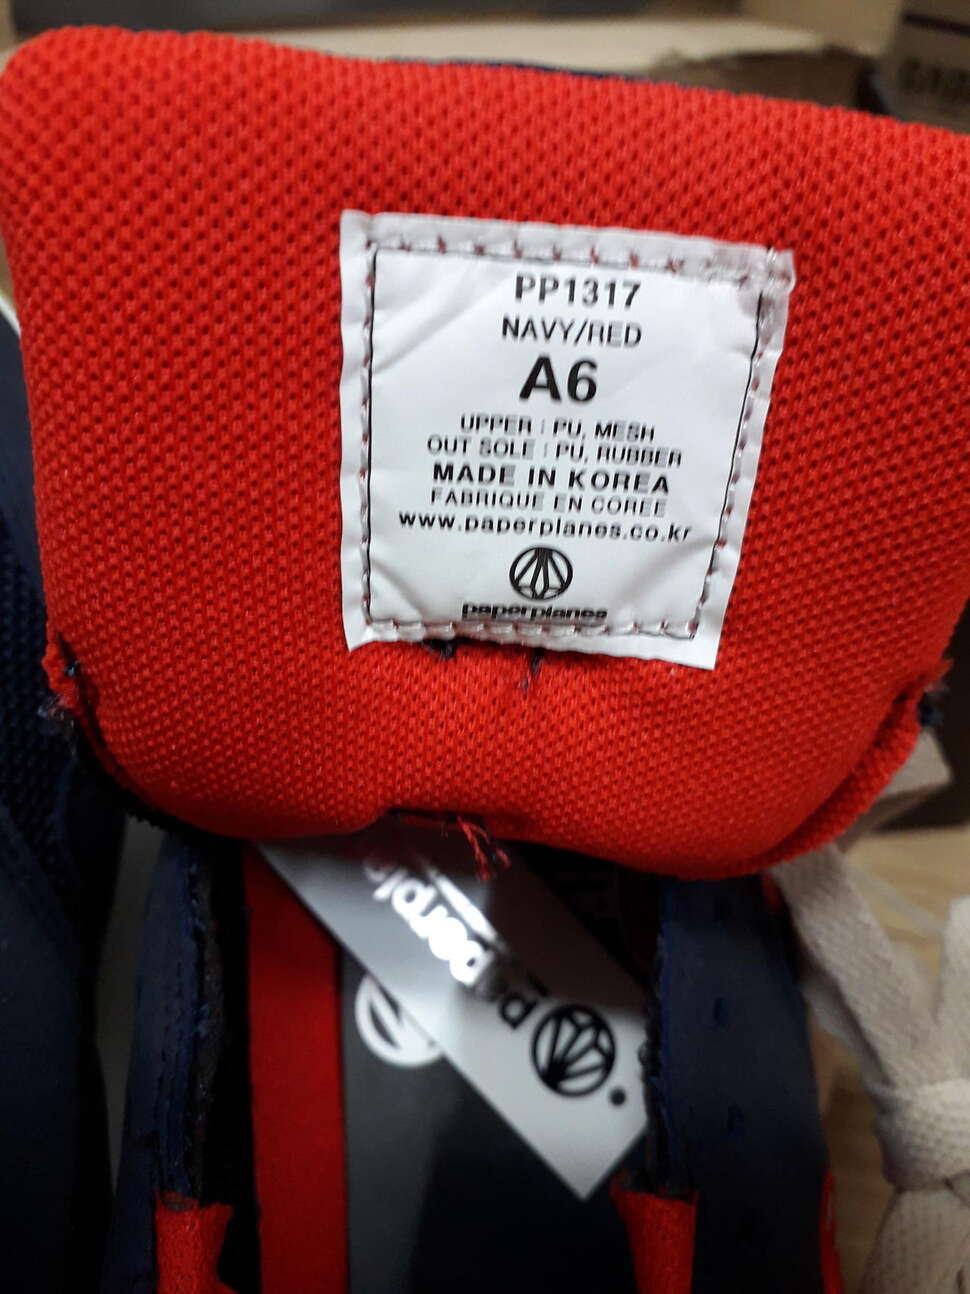 PP1317
NAVY/RED
A6
UPPER : PU, MESH
OUT SOLE : PU, RUBBER
MADE IN KOREA
FABRIQUE EN COREE
www.paperplanes.co.kr
paperplanes